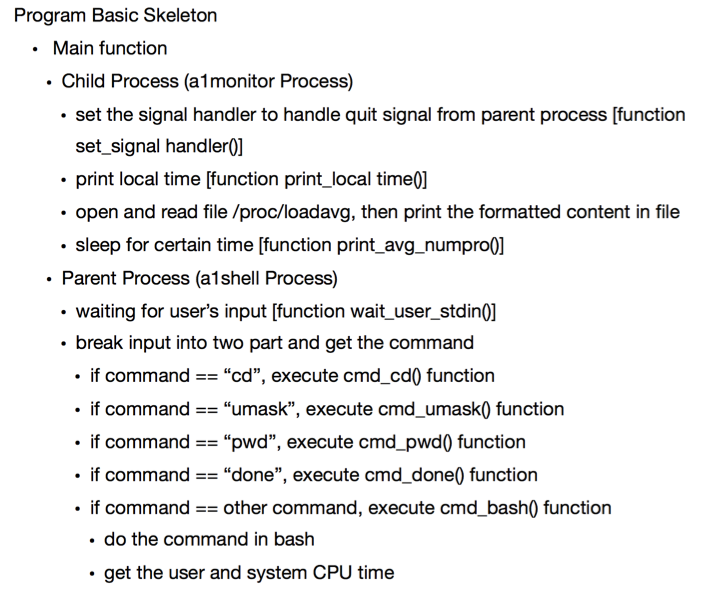 Program Basic Skeleton
• Main function
• Child Process (a1monitor Process)
• set the signal handler to handle quit signal from parent process [function
set_signal handler()]
• print local time [function print_local time()]
• open and read file /proc/loadavg, then print the formatted content in file
• sleep for certain time [function print_avg_numpro()]
• Parent Process (a1shell Process)
• waiting for user’s input [function wait_user_stdin()]
• break input into two part and get the command
• if command == “cd”, execute cmd_cd() function
• if command == “umask”, execute cmd_umask() function
• if command == “pwd”, execute cmd_pwd() function
• if command == “done”, execute cmd_done() function
• if command == other command, execute cmd_bash() function
• do the command in bash
• get the user and system CPU time